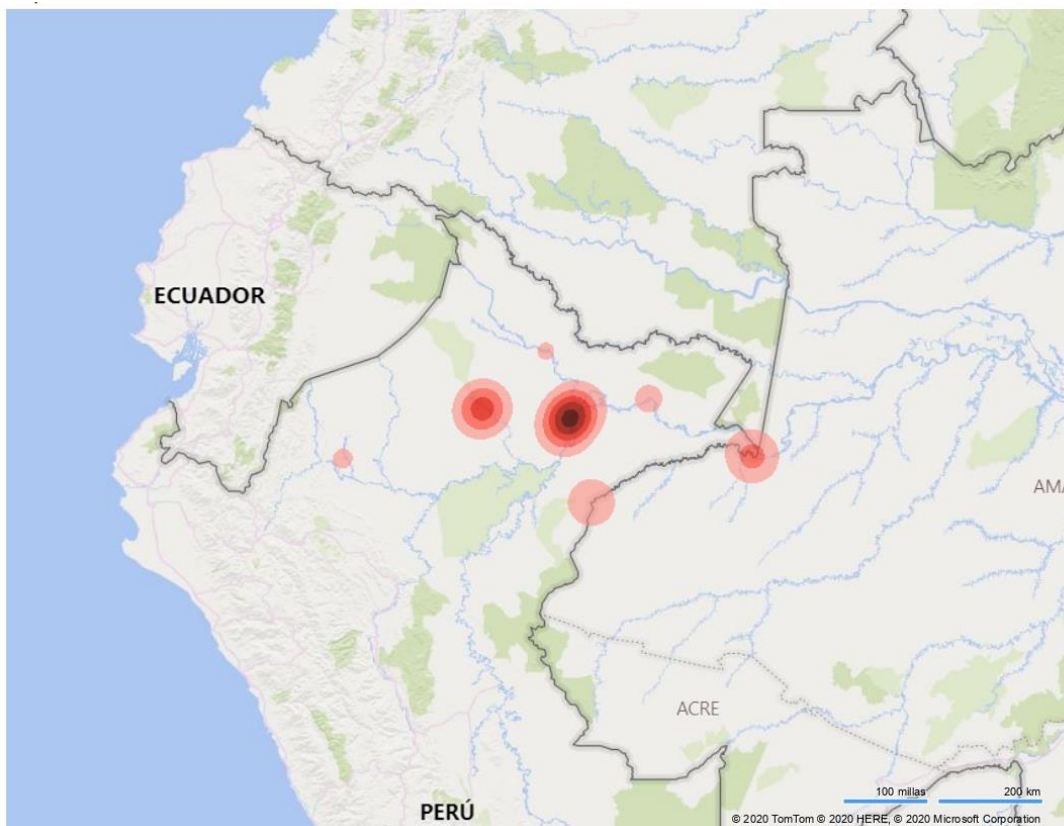 ECUADOR
AMA
ACRE
PERÚ
100 millas 200 km
© 2020 TomTom © 2020 HERE, © 2020 Microsoft Corporation